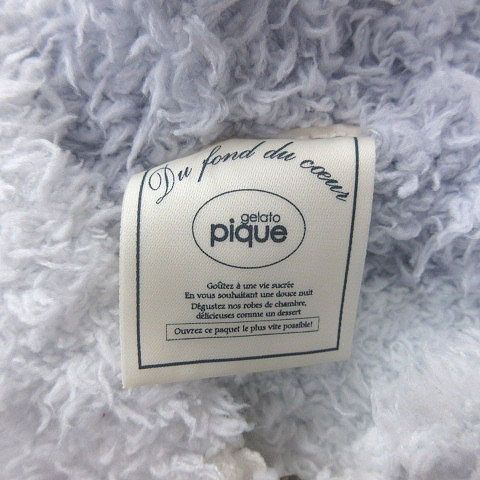 Du fond du cœur
gelato
pique
Goûtez à une vie sucrée
En vous souhaitant une douce nuit
Dégustez nos robes de chambre,
délicieuses comme un dessert
Ouvrez ce paquet le plus vite possible!